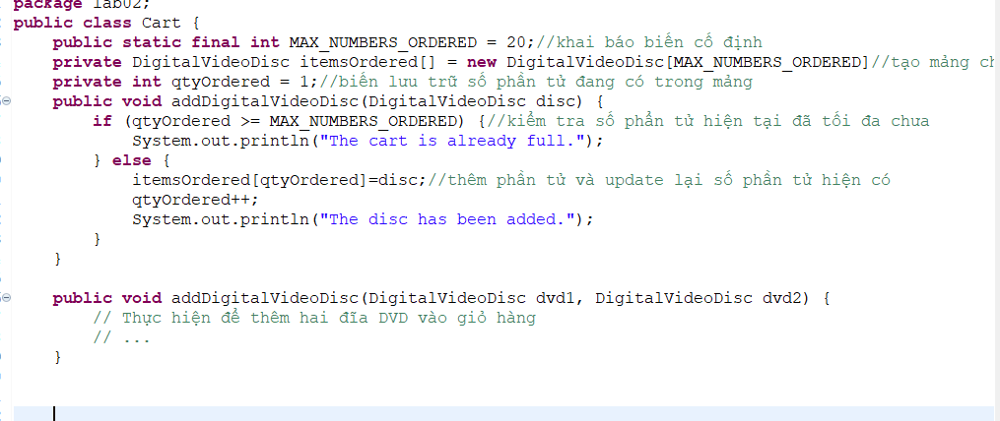 package lab02;
public class Cart {
public static final int MAX_NUMBERS_ORDERED = 20;//khai báo biến cố định
private DigitalVideoDisc itemsOrdered[] = new DigitalVideoDisc[MAX_NUMBERS_ORDERED]//tạo mảng
private int qtyOrdered = 1;//biến lưu trữ số phần tử đang có trong mảng
public void addDigitalVideoDisc(DigitalVideoDisc disc) {
if (qtyOrdered >= MAX_NUMBERS_ORDERED) {//kiểm tra số phần tử hiện tại đã tối đa chưa
System.out.println("The cart is already full.");
} else {
itemsOrdered[qtyOrdered]=disc;//thêm phần tử và update lại số phần tử hiện có
qtyOrdered++;
System.out.println("The disc has been added.");
}
}
public void addDigitalVideoDisc(DigitalVideoDisc dvd1, DigitalVideoDisc dvd2) {
// Thực hiện để thêm hai đĩa DVD vào giỏ hàng
// ...
}